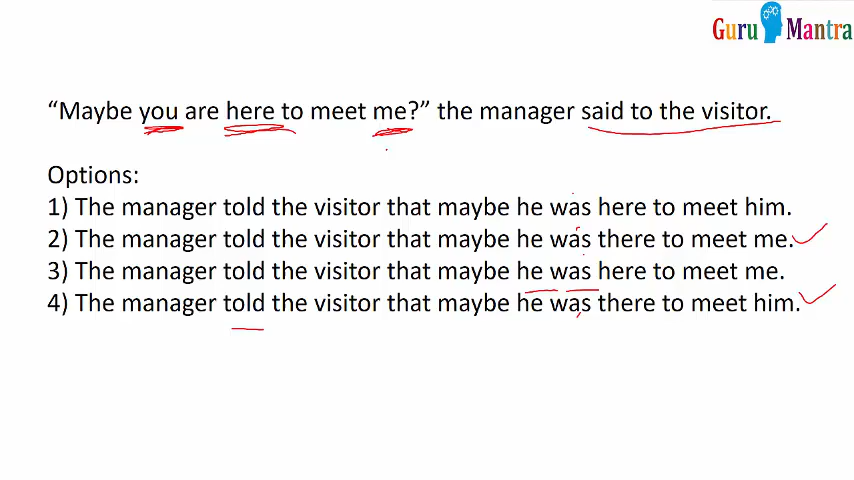 Guru Mantra
“Maybe you are here to meet me?” the manager said to the visitor.
Options:
1) The manager told the visitor that maybe he was here to meet him.
2) The manager told the visitor that maybe he was there to meet me.
3) The manager told the visitor that maybe he was here to meet me.
4) The manager told the visitor that maybe he was there to meet him.